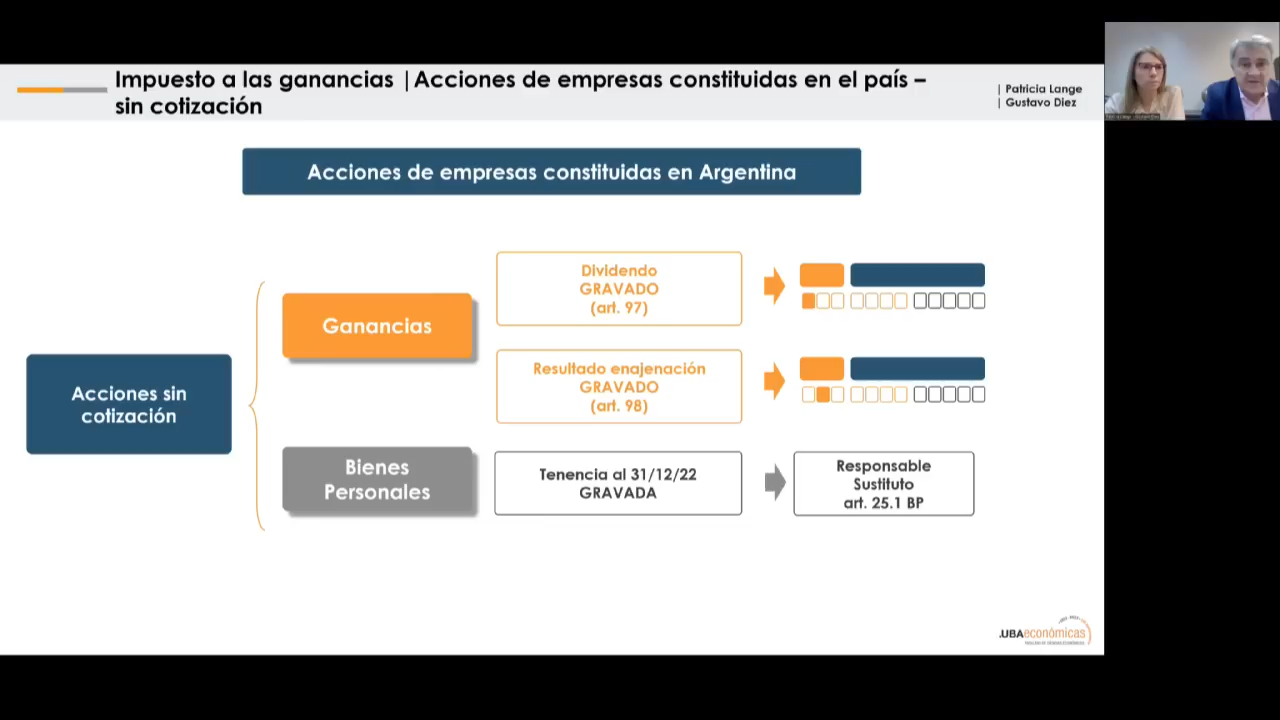 Impuesto a las ganancias | Acciones de empresas constituidas en el país –
sin cotización
| Patricia Lange
| Gustavo Diez
Acciones de empresas constituidas en Argentina
Acciones sin
cotización
Ganancias
Dividendo
GRAVADO
(art. 97)
Resultado enajenación
GRAVADO
(art. 98)
Bienes
Personales
Tenencia al 31/12/22
GRAVADA
Responsable
Sustituto
art. 25.1 BP
.UBAeconómicas